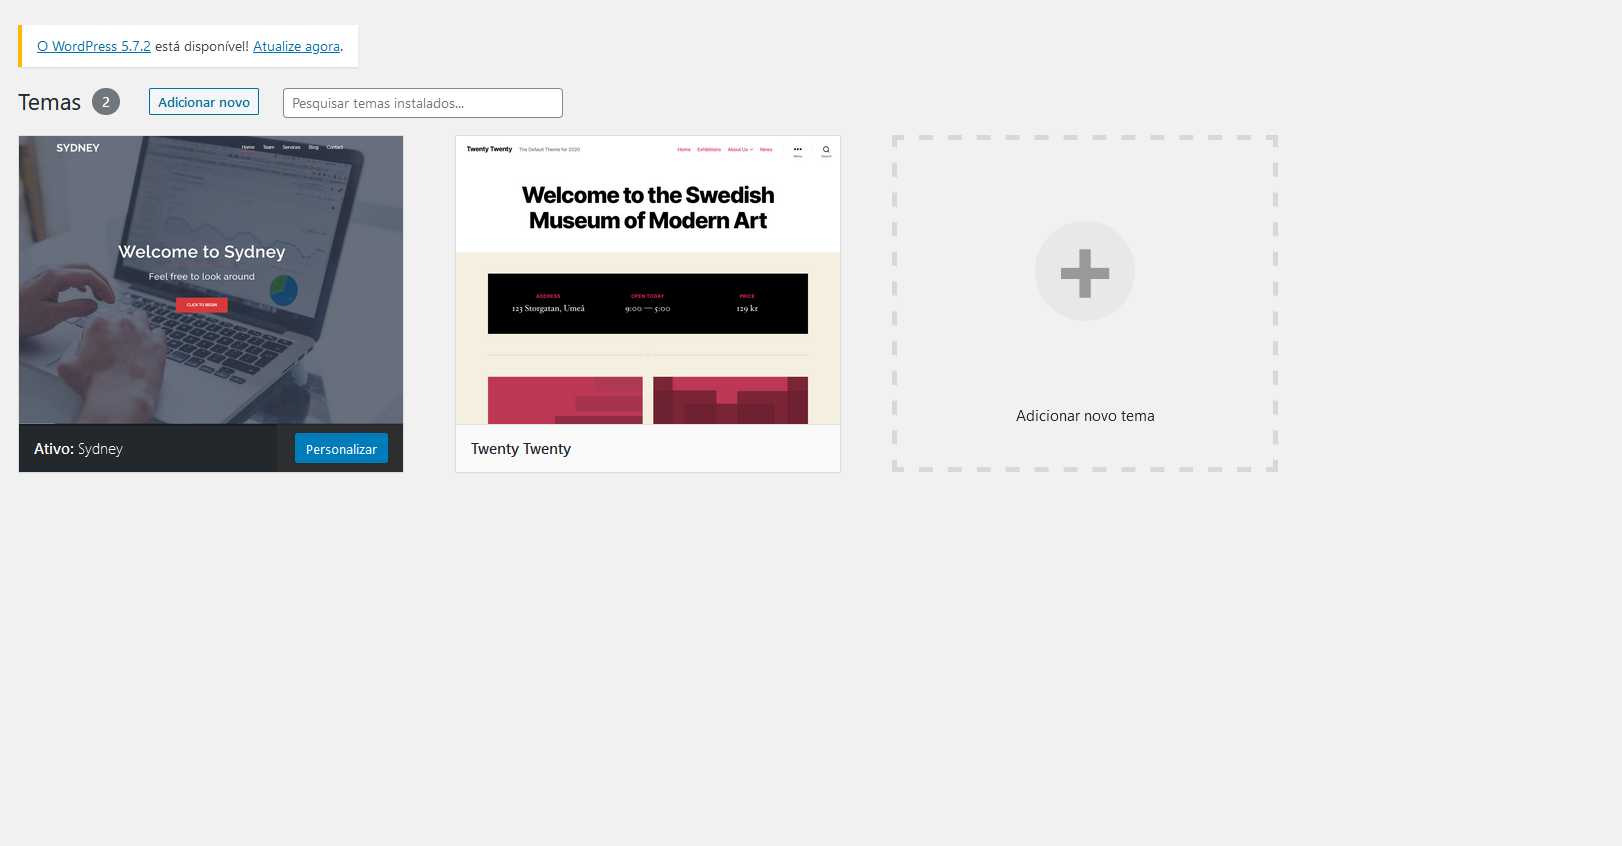 O WordPress 5.7.2 está disponível! Atualize agora.
Temas 2 Adicionar novo Pesquisar temas instalados...
SYDNEY Home Team Services Blog Contact
Welcome to Sydney
Feel free to look around
CLICK TO BEGIN
Ativo: Sydney Personalizar
Twenty Twenty The Default Theme for 2020 Home Exhibitions About Us News Menu Search
Welcome to the Swedish
Museum of Modern Art
ADDRESS OPEN TODAY PRICE
123 Storgatan, Umeå 9:00 — 5:00 129 kr
Twenty Twenty
Adicionar novo tema